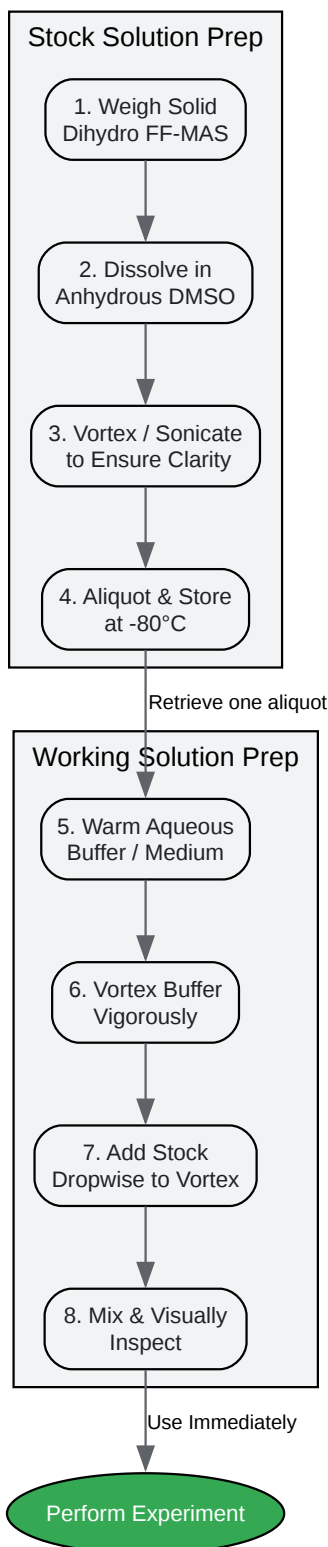 Stock Solution Prep
1. Weigh Solid
Dihydro FF-MAS
2. Dissolve in
Anhydrous DMSO
3. Vortex / Sonicate
to Ensure Clarity
4. Aliquot & Store
at -80°C
Retrieve one aliquot
Working Solution Prep
5. Warm Aqueous
Buffer / Medium
6. Vortex Buffer
Vigorously
7. Add Stock
Dropwise to Vortex
8. Mix & Visually
Inspect
Use Immediately
Perform Experiment